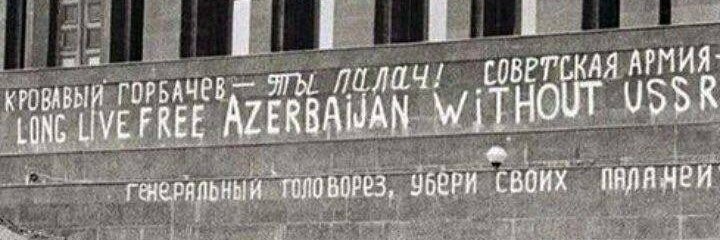 КРОВАВЫЙ ГОРБАЧЕВ — ТЫ ПАЛАЧ! СОВЕТСКАЯ АРМИЯ-
LONG LIVE FREE AZERBAIJAN WITHOUT USSR
ГЕНЕРАЛЬНЫЙ ГОЛОВОРЕЗ, УБЕРИ СВОИХ ПАЛАЧЕЙ